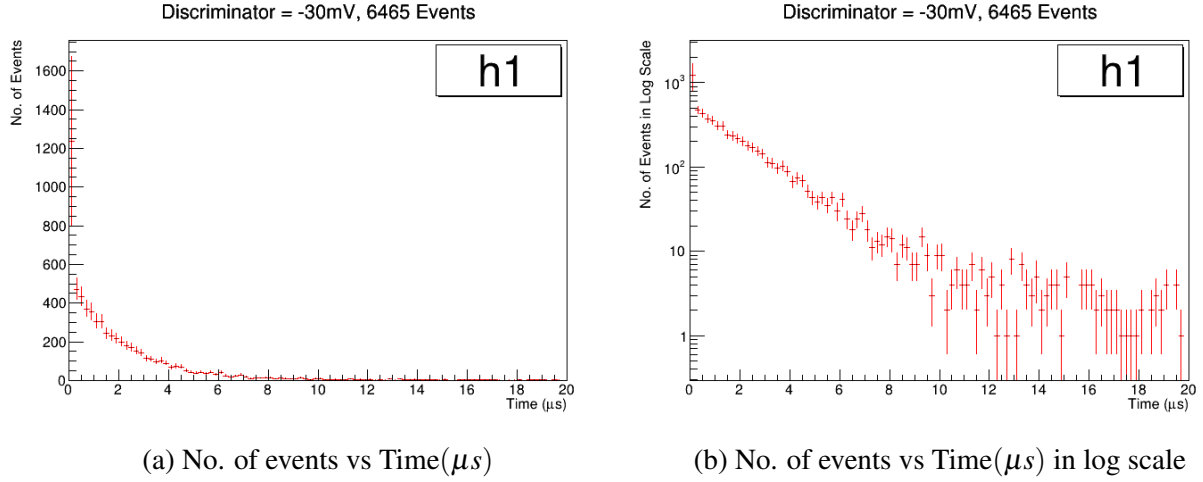 Discriminator = -30mV, 6465 Events
h1
No. of Events
1600
1400
1200
1000
800
600
400
200
0
0 2 4 6 8 10 12 14 16 18 20
Time (μs)
(a) No. of events vs Time(μs)
Discriminator = -30mV, 6465 Events
h1
No. of Events in Log Scale
10³
10²
10
1
0 2 4 6 8 10 12 14 16 18 20
Time (μs)
(b) No. of events vs Time(μs) in log scale